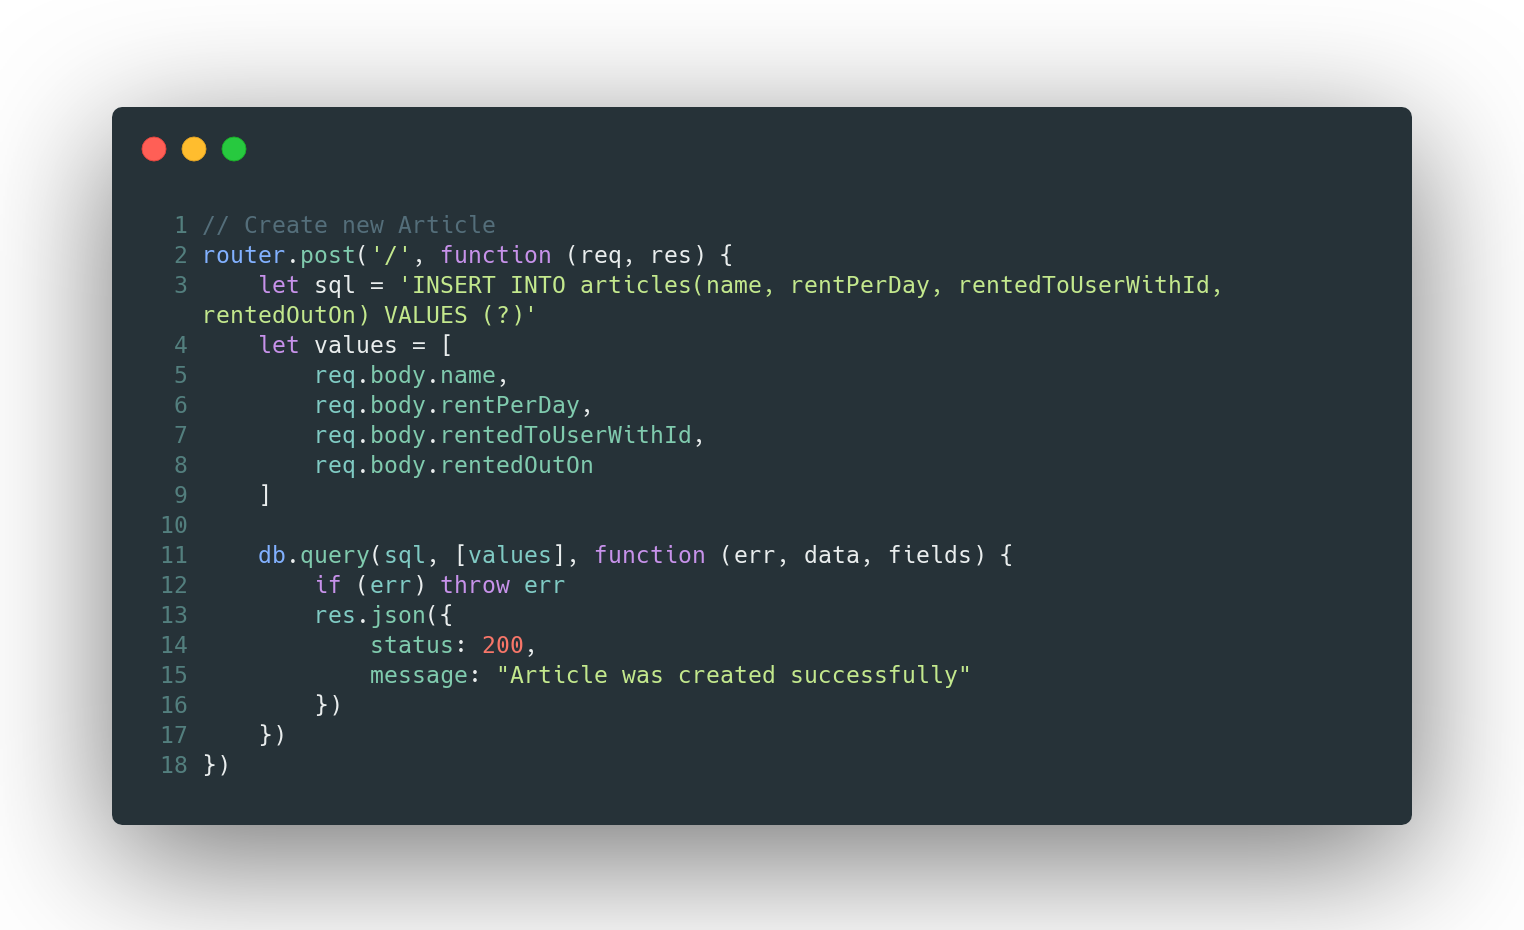 1 // Create new Article
2 router.post('/', function (req, res) {
3     let sql = 'INSERT INTO articles(name, rentPerDay, rentedToUserWithId,
rentedOutOn) VALUES (?)'
4     let values = [
5         req.body.name,
6         req.body.rentPerDay,
7         req.body.rentedToUserWithId,
8         req.body.rentedOutOn
9     ]
10
11     db.query(sql, [values], function (err, data, fields) {
12         if (err) throw err
13         res.json({
14             status: 200,
15             message: "Article was created successfully"
16         })
17     })
18 })